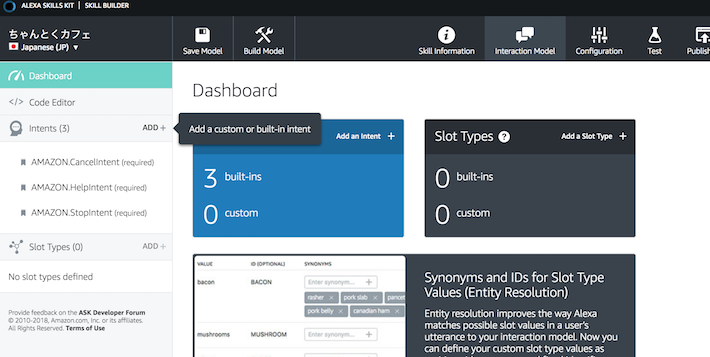 ALEXA SKILLS KIT | SKILL BUILDER
ちゃんとくカフェ
Japanese (JP) ▼
Save Model
Build Model
Skill Information
Interaction Model
Configuration
Test
Dashboard
</> Code Editor
Intents (3) ADD +
AMAZON.CancelIntent (required)
AMAZON.HelpIntent (required)
AMAZON.StopIntent (required)
Slot Types (0) ADD +
No slot types defined
Provide feedback on the ASK Developer Forum
© 2010-2018, Amazon.com, Inc. or its affiliates.
All Rights Reserved. Terms of Use
Dashboard
Add a custom or built-in intent
Add an Intent +
3 built-ins
0 custom
Slot Types ? Add a Slot Type +
0 built-ins
0 custom
VALUE ID (OPTIONAL) SYNONYMS
bacon BACON Enter synonym... +
rasher × pork slab ×
pork belly × canadian ham ×
mushrooms MUSHROOM Enter synonym... +
Synonyms and IDs for Slot Type
Values (Entity Resolution)
Entity resolution improves the way Alexa
matches possible slot values in a user's
utterance to your interaction model. Now you
can define your custom slot type values as